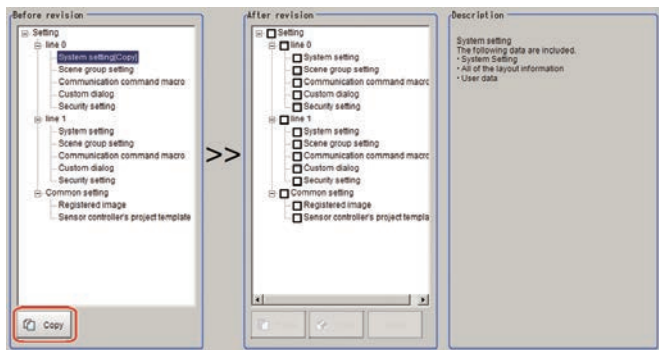 Before revision
Setting
line 0
System setting[Copy]
Scene group setting
Communication command macro
Custom dialog
Security setting
line 1
System setting
Scene group setting
Communication command macro
Custom dialog
Security setting
Common setting
Registered image
Sensor controller's project template
Copy
>>
After revision
Setting
line 0
System setting
Scene group setting
Communication command macro
Custom dialog
Security setting
line 1
System setting
Scene group setting
Communication command macro
Custom dialog
Security setting
Common setting
Registered image
Sensor controller's project templa
Description
System setting
The following data are included.
・System Setting
・All of the layout information
・User data